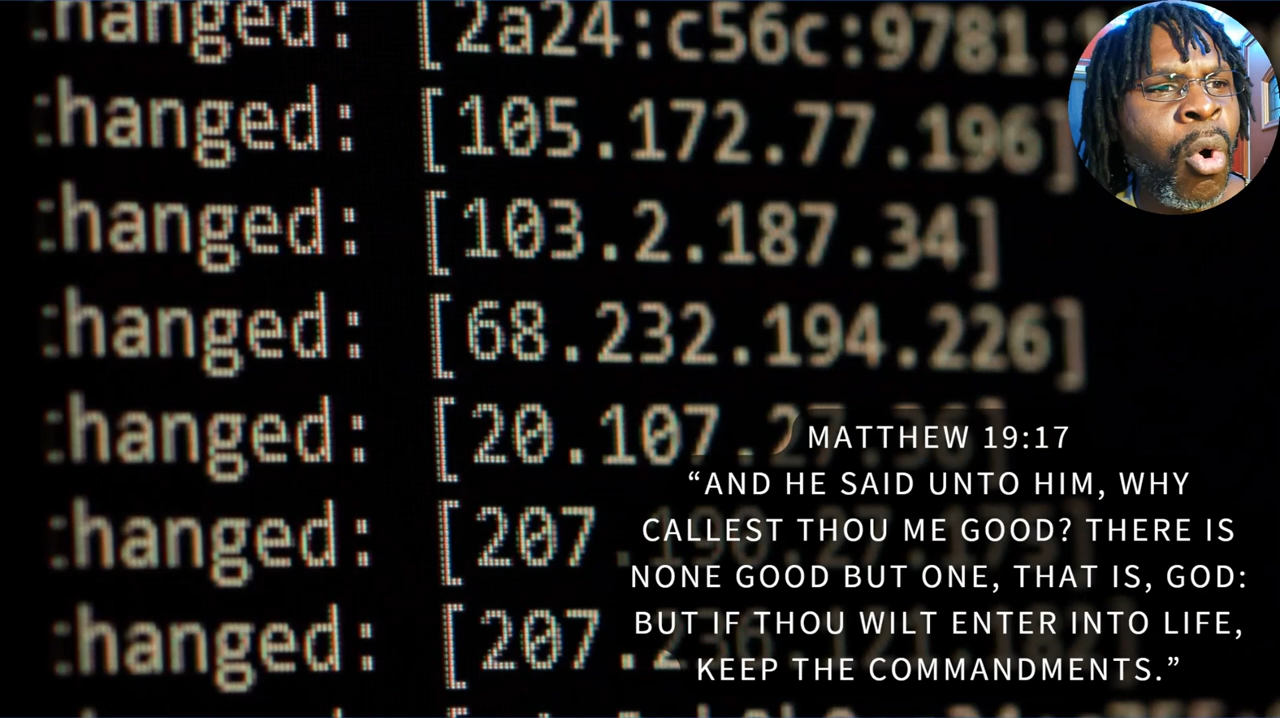 hanged: [2a24:c56c:9781:
hanged: [105.172.77.196]
hanged: [103.2.187.34]
hanged: [68.232.194.226]
hanged: [20.107.27.36]
hanged: [207.
hanged: [207.
MATTHEW 19:17
“AND HE SAID UNTO HIM, WHY
CALLEST THOU ME GOOD? THERE IS
NONE GOOD BUT ONE, THAT IS, GOD:
BUT IF THOU WILT ENTER INTO LIFE,
KEEP THE COMMANDMENTS.”